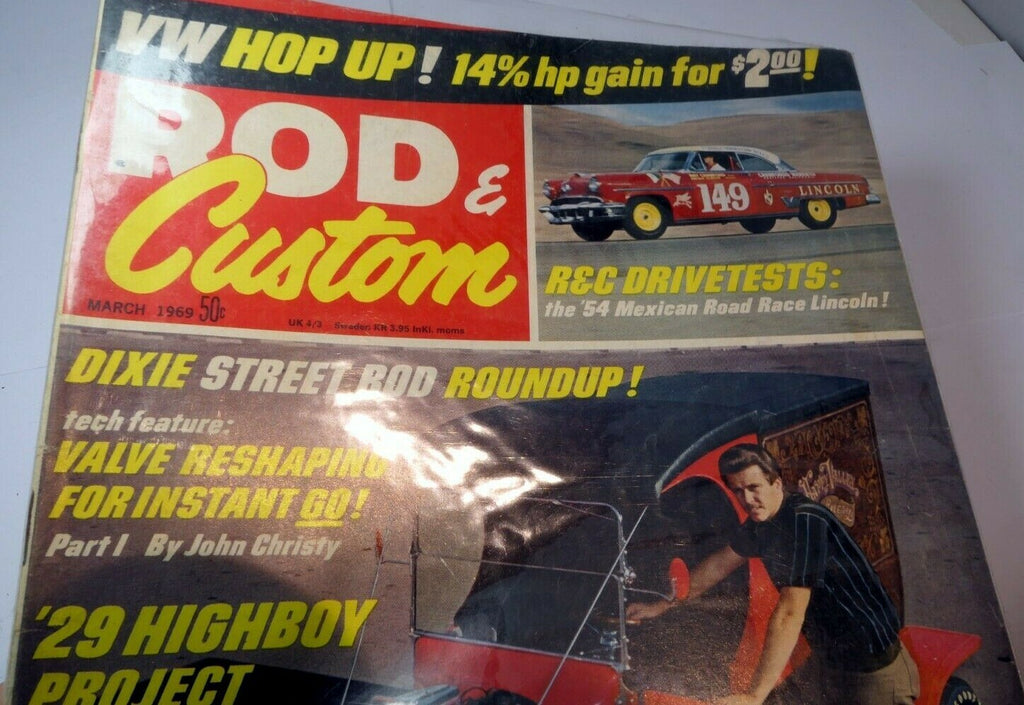 VW HOP UP! 14% hp gain for $2.00!
ROD &
Custom
MARCH 1969 50¢
UK 4/3 Sweden KR 3.95 Inkl. moms
149
LINCOLN
R&C DRIVETESTS:
the '54 Mexican Road Race Lincoln!
DIXIE STREET ROD ROUNDUP!
tech feature:
VALVE RESHAPING
FOR INSTANT GO!
Part I By John Christy
'29 HIGHBOY
PROJECT